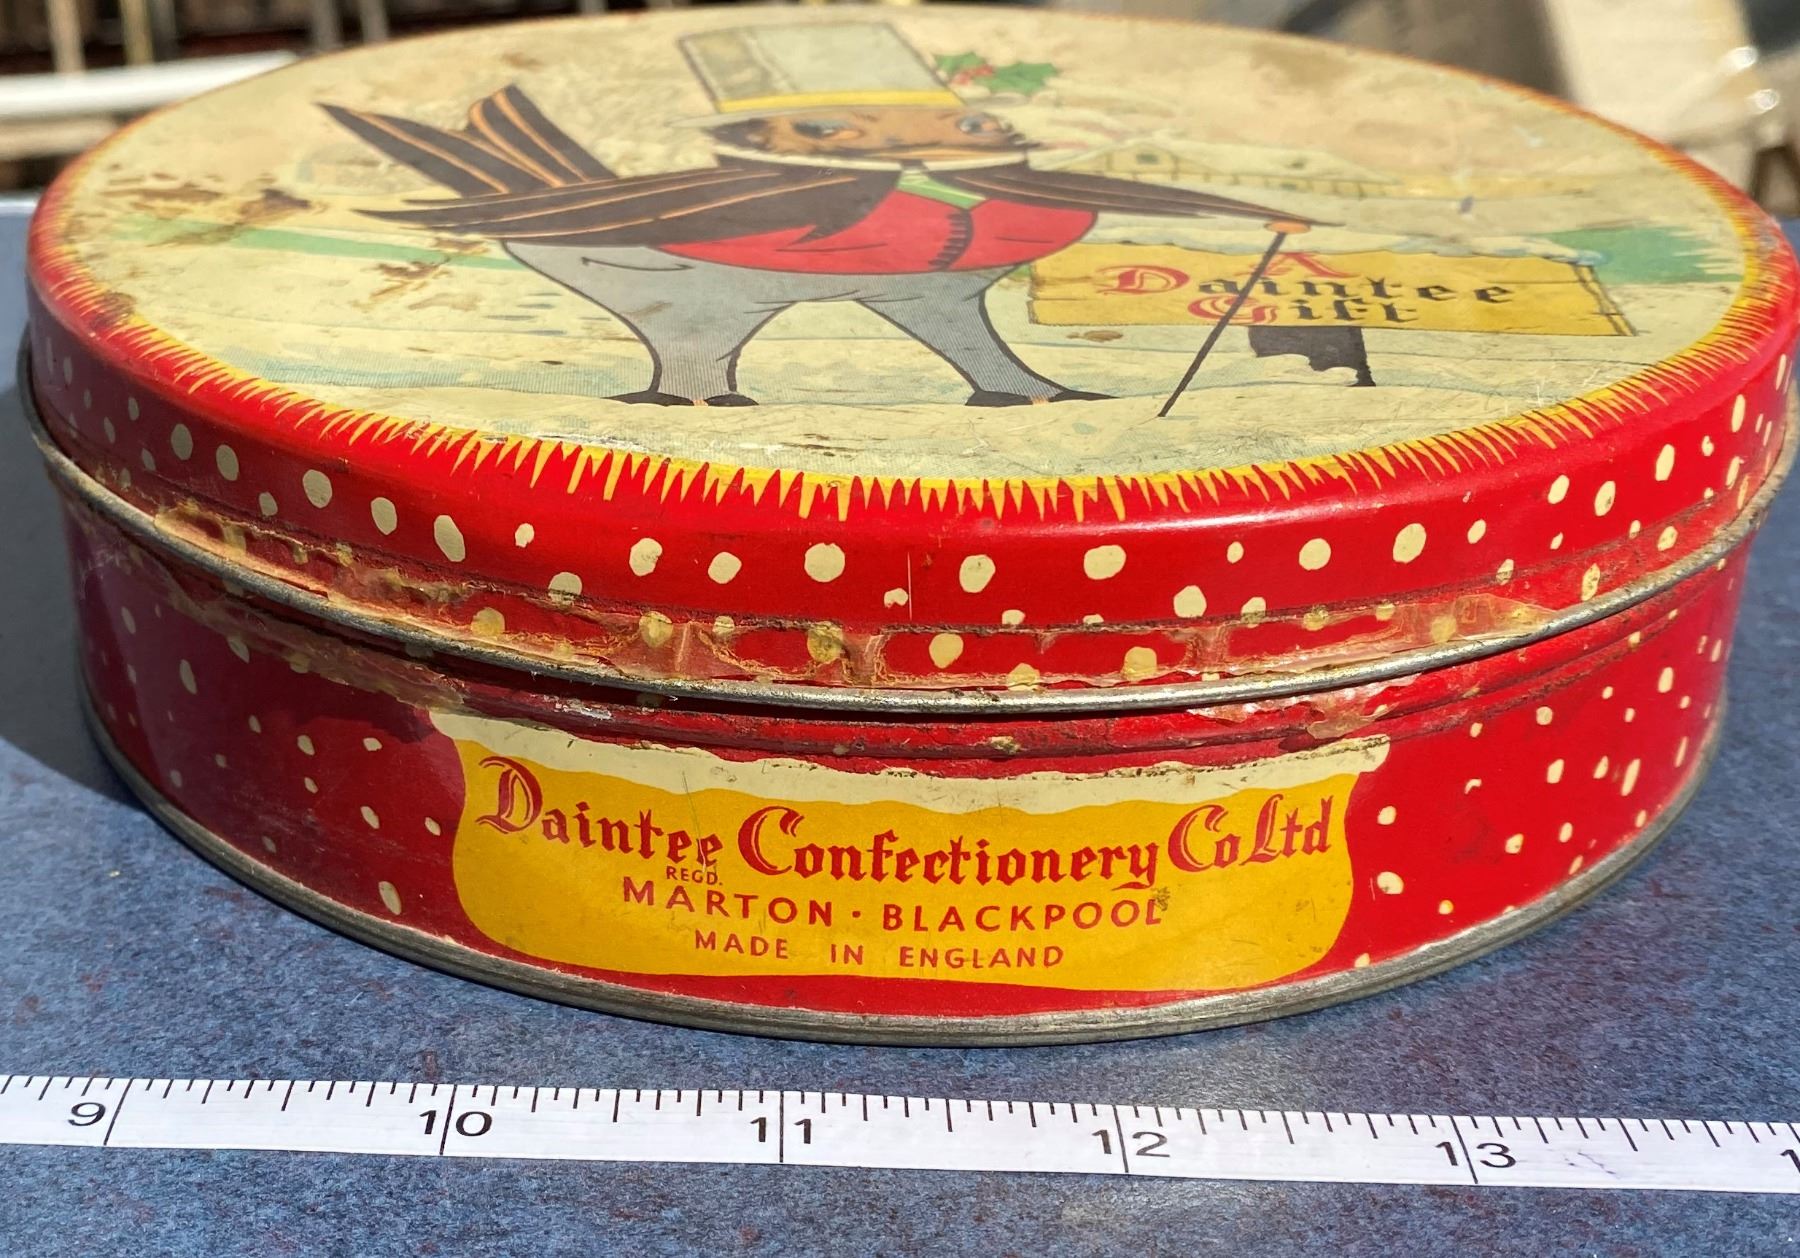 A
Daintee
Gift
Daintee Confectionery Co Ltd
REGD.
MARTON · BLACKPOOL
MADE IN ENGLAND
9 10 11 12 13